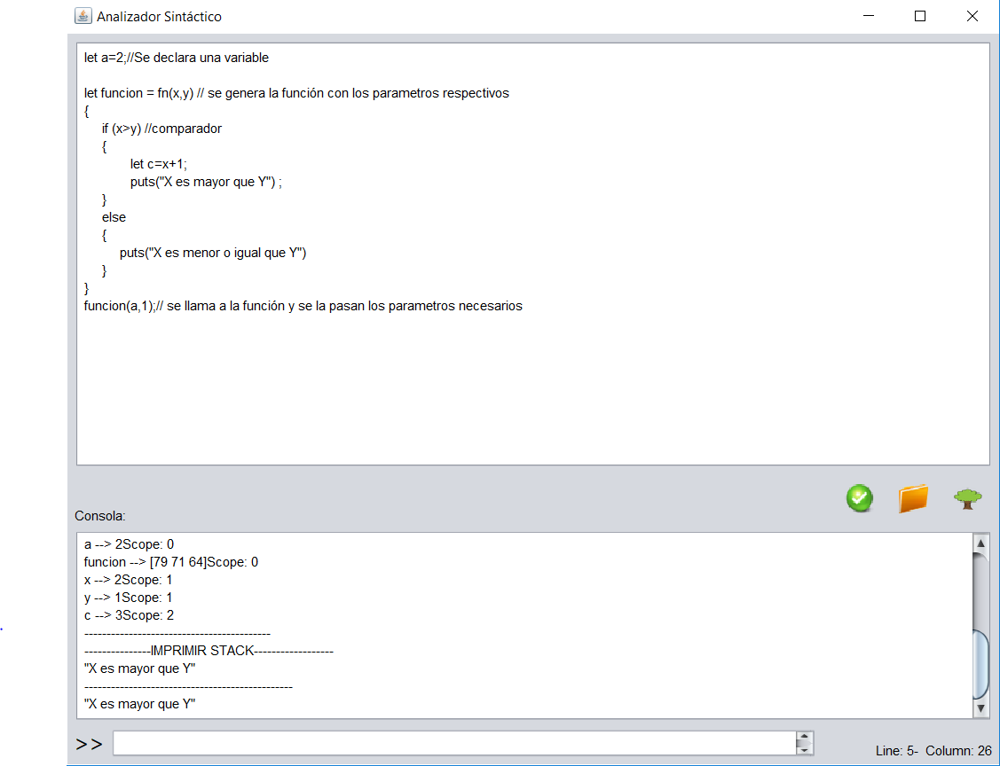 Analizador Sintáctico
let a=2;//Se declara una variable
let funcion = fn(x,y) // se genera la función con los parametros respectivos
{
if (x>y) //comparador
{
let c=x+1;
puts("X es mayor que Y") ;
}
else
{
puts("X es menor o igual que Y")
}
}
funcion(a,1);// se llama a la función y se la pasan los parametros necesarios
Consola:
a --> 2Scope: 0
funcion --> [79 71 64]Scope: 0
x --> 2Scope: 1
y --> 1Scope: 1
c --> 3Scope: 2
------------------------------------------
---------------IMPRIMIR STACK------------------
"X es mayor que Y"
-----------------------------------------------
"X es mayor que Y"
>>
Line: 5- Column: 26